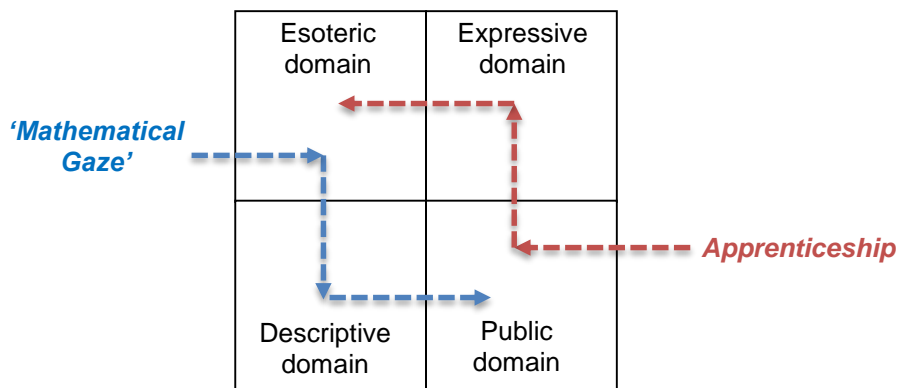 Esoteric
domain
Expressive
domain
‘Mathematical
Gaze’
Apprenticeship
Descriptive
domain
Public
domain